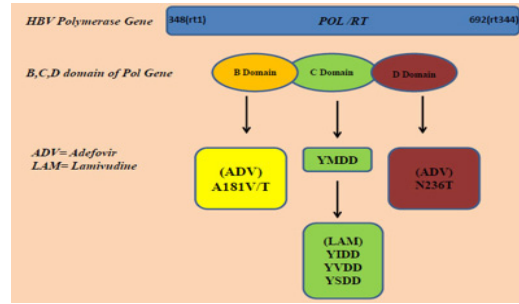 HBV Polymerase Gene
348(rt1) POL/RT 692(rt344)
B,C,D domain of Pol Gene
B Domain
C Domain
D Domain
ADV= Adefovir
LAM= Lamivudine
(ADV)
A181V/T
YMDD
(ADV)
N236T
(LAM)
YIDD
YVDD
YSDD